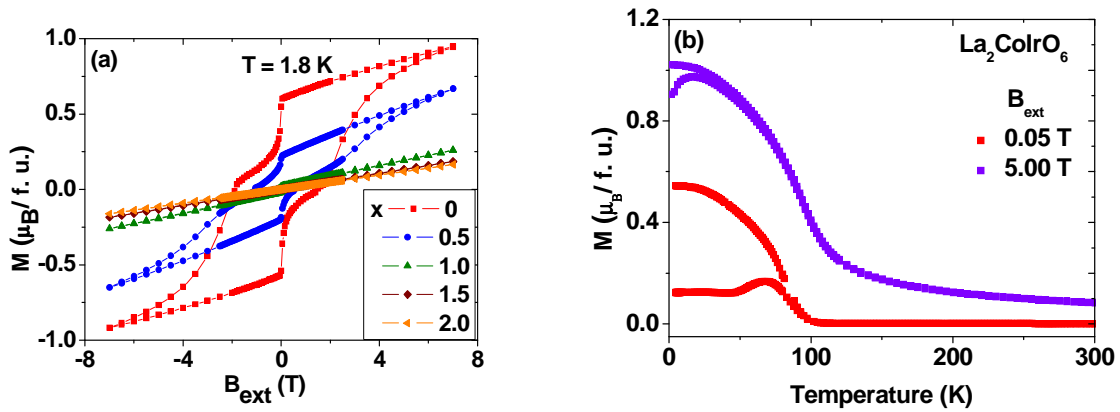 (a)
T = 1.8 K
M (μB/ f. u.)
1.0
0.5
0.0
-0.5
-1.0
-8
-4
0
4
8
Bext (T)
x
0
0.5
1.0
1.5
2.0
(b)
La2CoIrO6
Bext
0.05 T
5.00 T
M (μB/ f. u.)
1.2
0.8
0.4
0.0
0
100
200
300
Temperature (K)